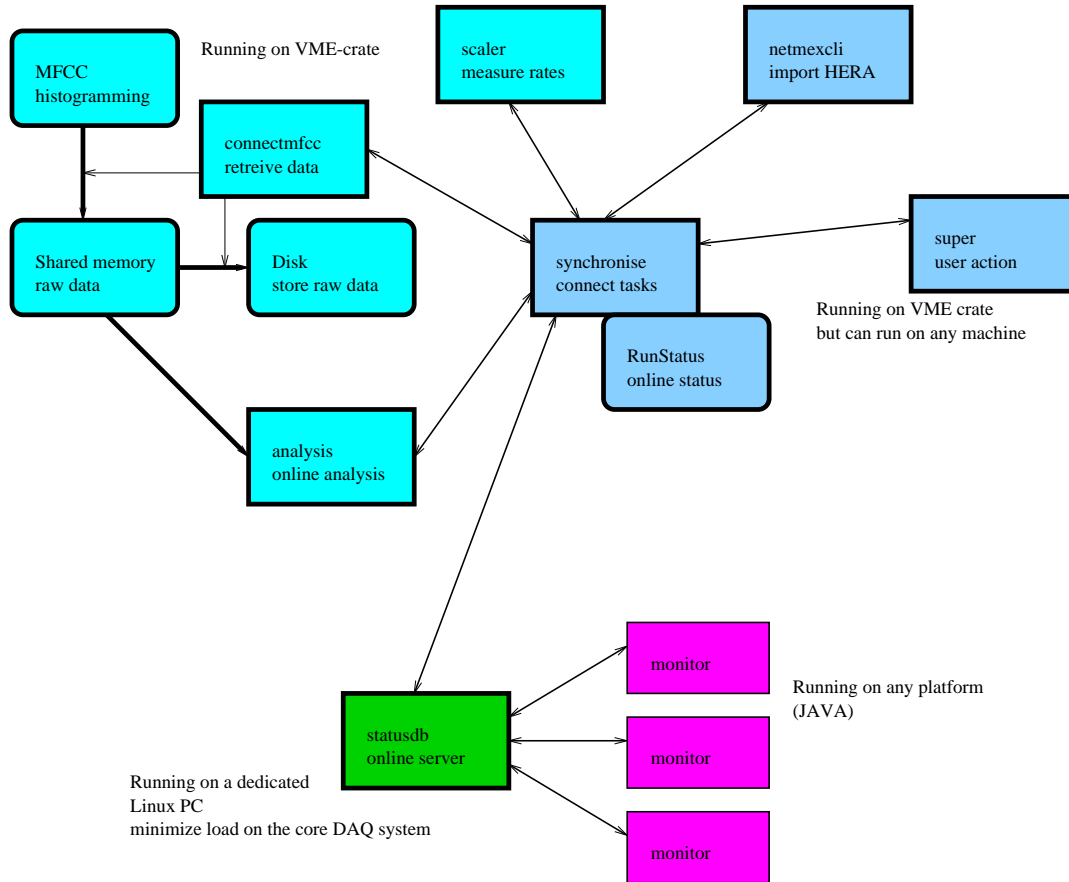 Running on VME-crate
MFCC
histogramming
scaler
measure rates
netmexcli
import HERA
connectmfcc
retreive data
Shared memory
raw data
Disk
store raw data
synchronise
connect tasks
super
user action
Running on VME crate
but can run on any machine
RunStatus
online status
analysis
online analysis
monitor
Running on any platform
(JAVA)
statusdb
online server
monitor
Running on a dedicated
Linux PC
minimize load on the core DAQ system
monitor